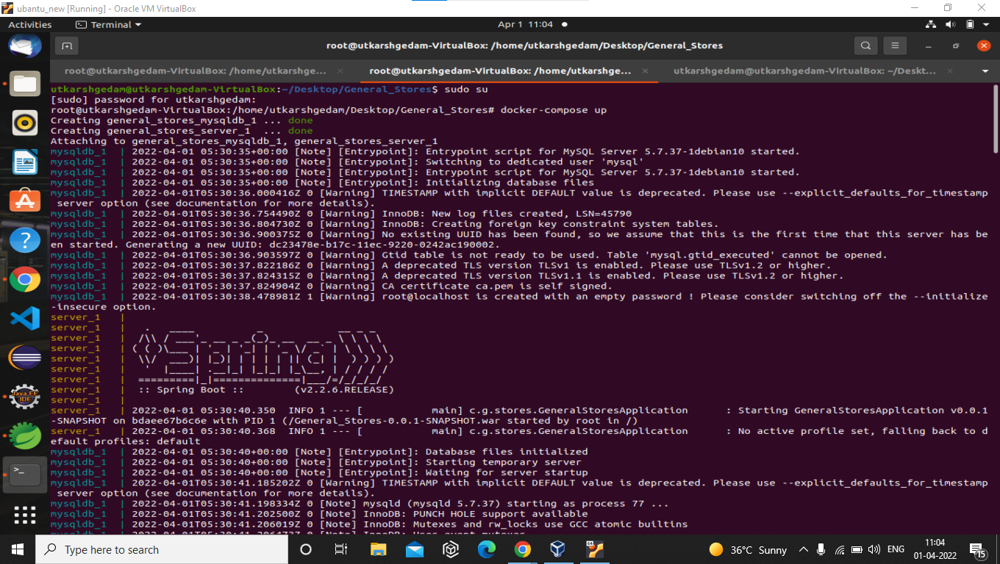 ubantu_new [Running] - Oracle VM VirtualBox
Activities
Terminal
Apr 1 11:04
root@utkarshgedam-VirtualBox: /home/utkarshgedam/Desktop/General_Stores
root@utkarshgedam-VirtualBox: /home/utkarshge...
root@utkarshgedam-VirtualBox: /home/utkarshge...
utkarshgedam@utkarshgedam-VirtualBox: ~/Deskt...
utkarshgedam@utkarshgedam-VirtualBox:~/Desktop/General_Stores$ sudo su
[sudo] password for utkarshgedam:
root@utkarshgedam-VirtualBox:/home/utkarshgedam/Desktop/General_Stores# docker-compose up
Creating general_stores_mysqldb_1 ... done
Creating general_stores_server_1  ... done
Attaching to general_stores_mysqldb_1, general_stores_server_1
mysqldb_1  | 2022-04-01 05:30:35+00:00 [Note] [Entrypoint]: Entrypoint script for MySQL Server 5.7.37-1debian10 started.
mysqldb_1  | 2022-04-01 05:30:35+00:00 [Note] [Entrypoint]: Switching to dedicated user 'mysql'
mysqldb_1  | 2022-04-01 05:30:35+00:00 [Note] [Entrypoint]: Entrypoint script for MySQL Server 5.7.37-1debian10 started.
mysqldb_1  | 2022-04-01 05:30:35+00:00 [Note] [Entrypoint]: Initializing database files
mysqldb_1  | 2022-04-01T05:30:36.000416Z 0 [Warning] TIMESTAMP with implicit DEFAULT value is deprecated. Please use --explicit_defaults_for_timestamp
server option (see documentation for more details).
mysqldb_1  | 2022-04-01T05:30:36.754490Z 0 [Warning] InnoDB: New log files created, LSN=45790
mysqldb_1  | 2022-04-01T05:30:36.804730Z 0 [Warning] InnoDB: Creating foreign key constraint system tables.
mysqldb_1  | 2022-04-01T05:30:36.900375Z 0 [Warning] No existing UUID has been found, so we assume that this is the first time that this server has be
en started. Generating a new UUID: dc23478e-b17c-11ec-9220-0242ac190002.
mysqldb_1  | 2022-04-01T05:30:36.903597Z 0 [Warning] Gtid table is not ready to be used. Table 'mysql.gtid_executed' cannot be opened.
mysqldb_1  | 2022-04-01T05:30:37.822186Z 0 [Warning] A deprecated TLS version TLSv1 is enabled. Please use TLSv1.2 or higher.
mysqldb_1  | 2022-04-01T05:30:37.824315Z 0 [Warning] A deprecated TLS version TLSv1.1 is enabled. Please use TLSv1.2 or higher.
mysqldb_1  | 2022-04-01T05:30:37.824904Z 0 [Warning] CA certificate ca.pem is self signed.
mysqldb_1  | 2022-04-01T05:30:38.478981Z 1 [Warning] root@localhost is created with an empty password ! Please consider switching off the --initialize
-insecure option.
server_1   |
server_1   |
server_1   |
server_1   | Spring
server_1   |
server_1   |
server_1   |
server_1   | :: Spring Boot ::        (v2.2.6.RELEASE)
server_1   |
server_1   | 2022-04-01 05:30:40.350  INFO 1 --- [           main] c.g.stores.GeneralStoresApplication      : Starting GeneralStoresApplication v0.0.1
-SNAPSHOT on bdaee67b6c6e with PID 1 (/General_Stores-0.0.1-SNAPSHOT.war started by root in /)
server_1   | 2022-04-01 05:30:40.368  INFO 1 --- [           main] c.g.stores.GeneralStoresApplication      : No active profile set, falling back to d
efault profiles: default
mysqldb_1  | 2022-04-01 05:30:40+00:00 [Note] [Entrypoint]: Database files initialized
mysqldb_1  | 2022-04-01 05:30:40+00:00 [Note] [Entrypoint]: Starting temporary server
mysqldb_1  | 2022-04-01 05:30:40+00:00 [Note] [Entrypoint]: Waiting for server startup
mysqldb_1  | 2022-04-01T05:30:41.185202Z 0 [Warning] TIMESTAMP with implicit DEFAULT value is deprecated. Please use --explicit_defaults_for_timestamp
server option (see documentation for more details).
mysqldb_1  | 2022-04-01T05:30:41.198334Z 0 [Note] mysqld (mysqld 5.7.37) starting as process 77 ...
mysqldb_1  | 2022-04-01T05:30:41.202500Z 0 [Note] InnoDB: PUNCH HOLE support available
mysqldb_1  | 2022-04-01T05:30:41.206019Z 0 [Note] InnoDB: Mutexes and rw_locks use GCC atomic builtins
Java EE
IDE
Type here to search
36°C Sunny
ENG
11:04
01-04-2022
15